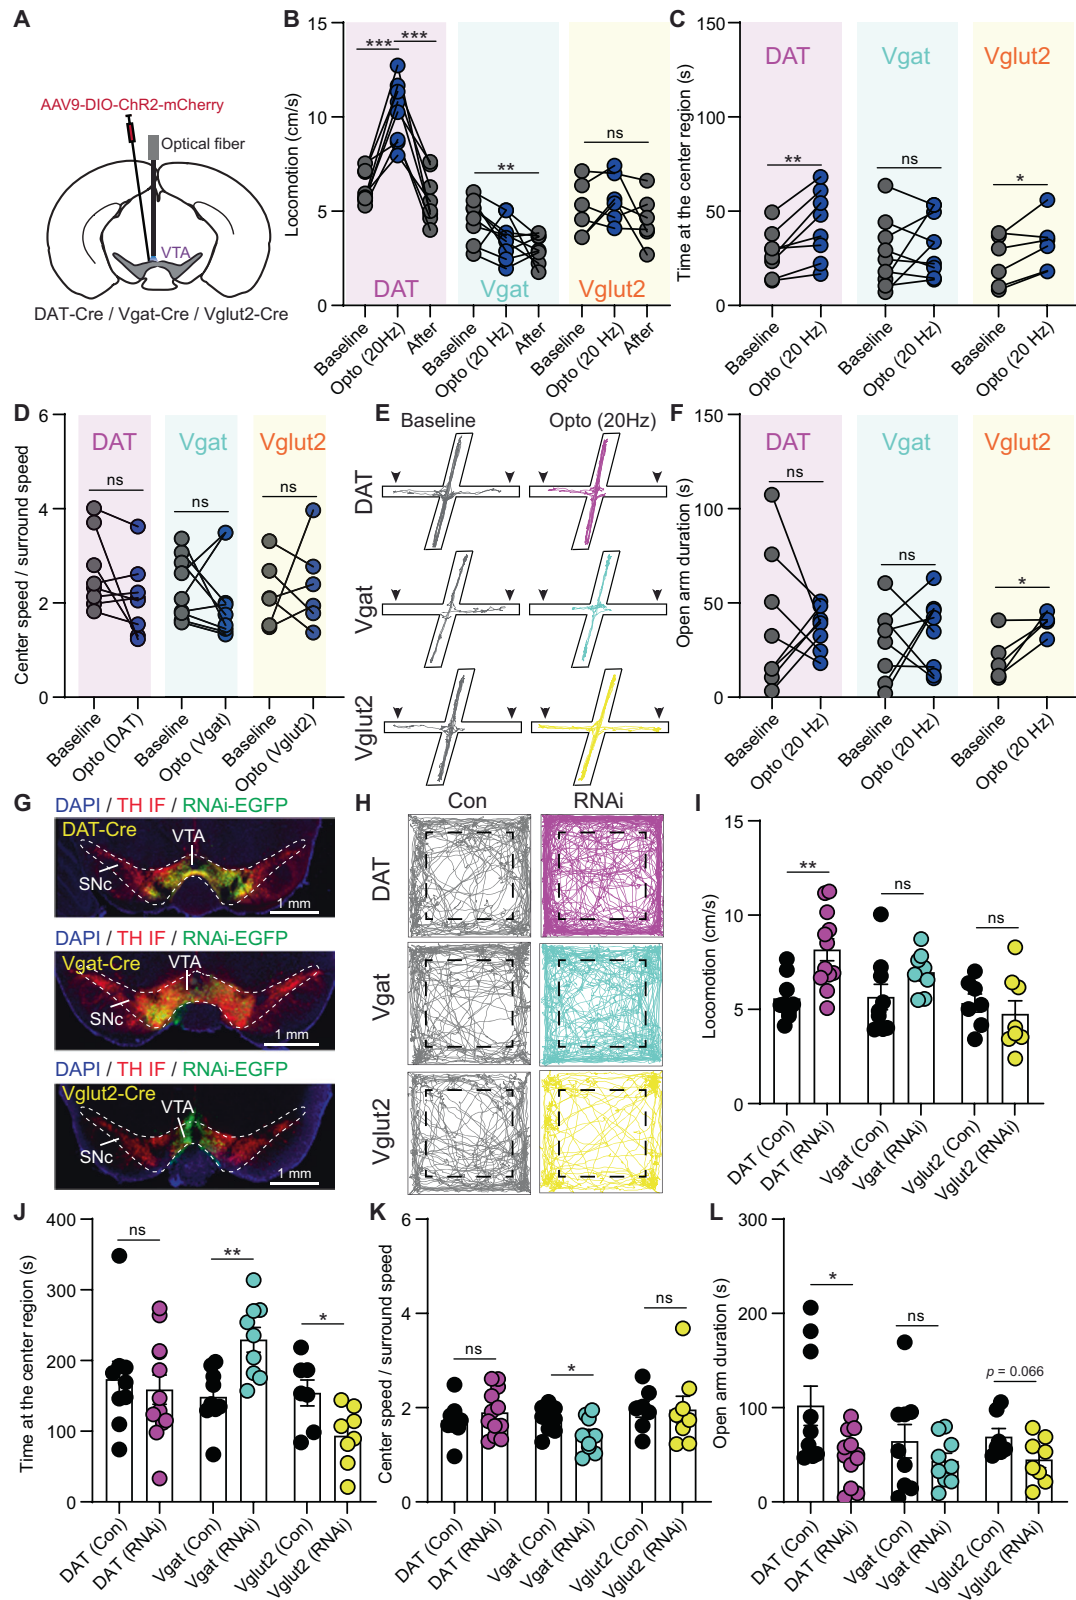 A
AAV9-DIO-ChR2-mCherry
Optical fiber
VTA
DAT-Cre / Vgat-Cre / Vglut2-Cre
B
Locomotion (cm/s)
15
10
5
0
*** ***
**
ns
DAT
Vgat
Vglut2
Baseline
Opto (20Hz)
After
Baseline
Opto (20 Hz)
After
Baseline
Opto (20 Hz)
After
C
Time at the center region (s)
150
100
50
0
DAT
Vgat
Vglut2
**
ns
*
Baseline
Opto (20 Hz)
Baseline
Opto (20 Hz)
Baseline
Opto (20 Hz)
D
Center speed / surround speed
6
4
2
0
DAT
Vgat
Vglut2
ns
ns
ns
Baseline
Opto (DAT)
Baseline
Opto (Vgat)
Baseline
Opto (Vglut2)
E
Baseline
Opto (20Hz)
DAT
Vgat
Vglut2
F
Open arm duration (s)
150
100
50
0
DAT
Vgat
Vglut2
ns
ns
*
Baseline
Opto (20 Hz)
Baseline
Opto (20 Hz)
Baseline
Opto (20 Hz)
G
DAPI / TH IF / RNAi-EGFP
DAT-Cre
VTA
SNc
1 mm
DAPI / TH IF / RNAi-EGFP
Vgat-Cre
VTA
SNc
1 mm
DAPI / TH IF / RNAi-EGFP
Vglut2-Cre
VTA
SNc
1 mm
H
Con
RNAi
DAT
Vgat
Vglut2
I
Locomotion (cm/s)
15
10
5
0
**
ns
ns
DAT (Con)
DAT (RNAi)
Vgat (Con)
Vgat (RNAi)
Vglut2 (Con)
Vglut2 (RNAi)
J
Time at the center region (s)
400
300
200
100
0
ns
**
*
DAT (Con)
DAT (RNAi)
Vgat (Con)
Vgat (RNAi)
Vglut2 (Con)
Vglut2 (RNAi)
K
Center speed / surround speed
6
4
2
0
ns
*
ns
DAT (Con)
DAT (RNAi)
Vgat (Con)
Vgat (RNAi)
Vglut2 (Con)
Vglut2 (RNAi)
L
Open arm duration (s)
300
200
100
0
*
ns
p = 0.066
DAT (Con)
DAT (RNAi)
Vgat (Con)
Vgat (RNAi)
Vglut2 (Con)
Vglut2 (RNAi)